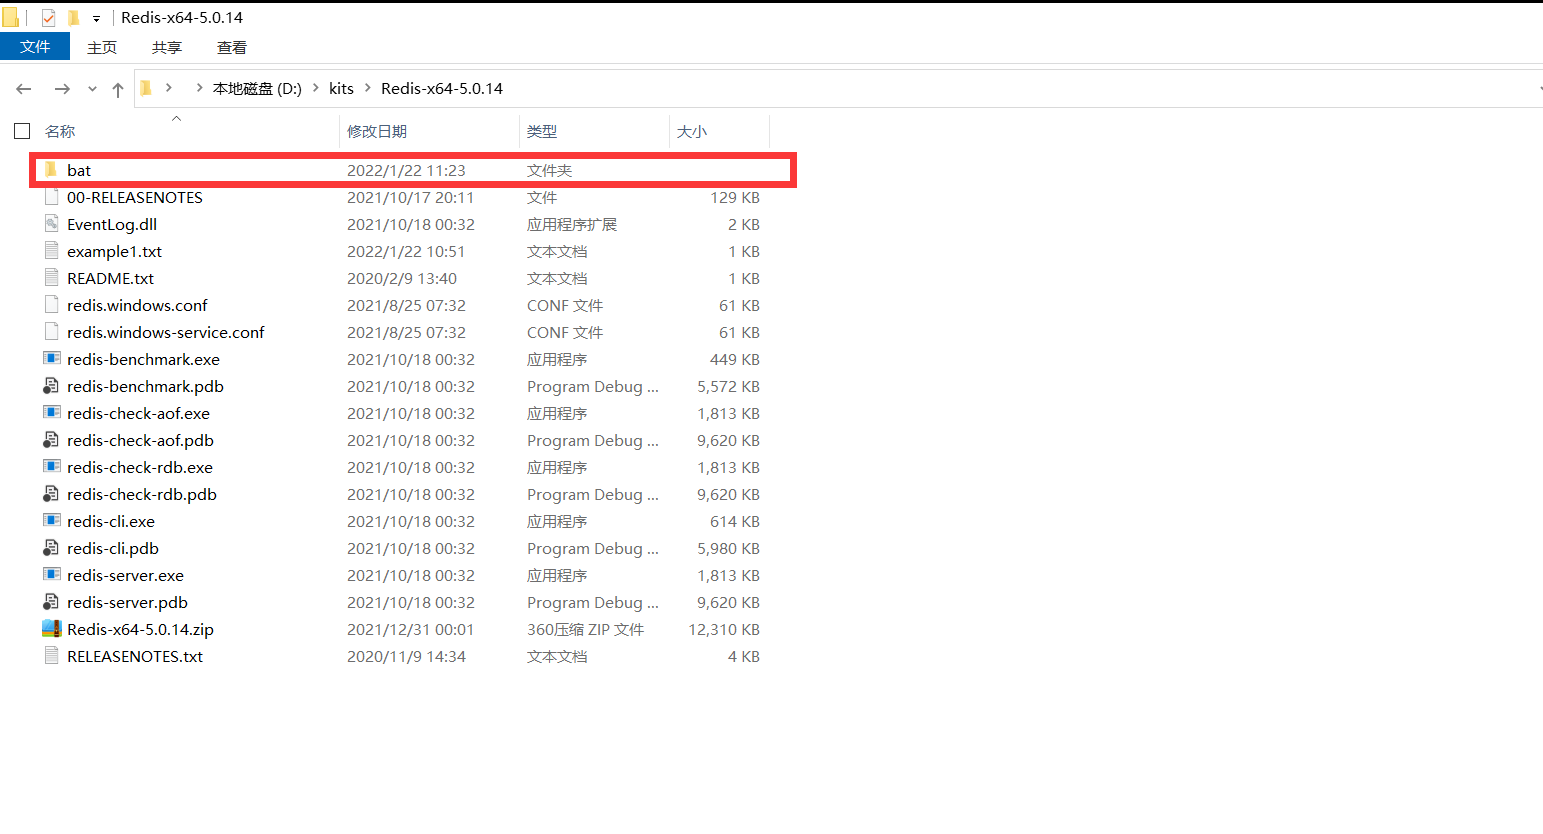 Redis-x64-5.0.14
文件 主页 共享 查看
本地磁盘 (D:) kits Redis-x64-5.0.14
名称 修改日期 类型 大小
bat 2022/1/22 11:23 文件夹
00-RELEASENOTES 2021/10/17 20:11 文件 129 KB
EventLog.dll 2021/10/18 00:32 应用程序扩展 2 KB
example1.txt 2022/1/22 10:51 文本文档 1 KB
README.txt 2020/2/9 13:40 文本文档 1 KB
redis.windows.conf 2021/8/25 07:32 CONF 文件 61 KB
redis.windows-service.conf 2021/8/25 07:32 CONF 文件 61 KB
redis-benchmark.exe 2021/10/18 00:32 应用程序 449 KB
redis-benchmark.pdb 2021/10/18 00:32 Program Debug ... 5,572 KB
redis-check-aof.exe 2021/10/18 00:32 应用程序 1,813 KB
redis-check-aof.pdb 2021/10/18 00:32 Program Debug ... 9,620 KB
redis-check-rdb.exe 2021/10/18 00:32 应用程序 1,813 KB
redis-check-rdb.pdb 2021/10/18 00:32 Program Debug ... 9,620 KB
redis-cli.exe 2021/10/18 00:32 应用程序 614 KB
redis-cli.pdb 2021/10/18 00:32 Program Debug ... 5,980 KB
redis-server.exe 2021/10/18 00:32 应用程序 1,813 KB
redis-server.pdb 2021/10/18 00:32 Program Debug ... 9,620 KB
Redis-x64-5.0.14.zip 2021/12/31 00:01 360压缩 ZIP 文件 12,310 KB
RELEASENOTES.txt 2020/11/9 14:34 文本文档 4 KB